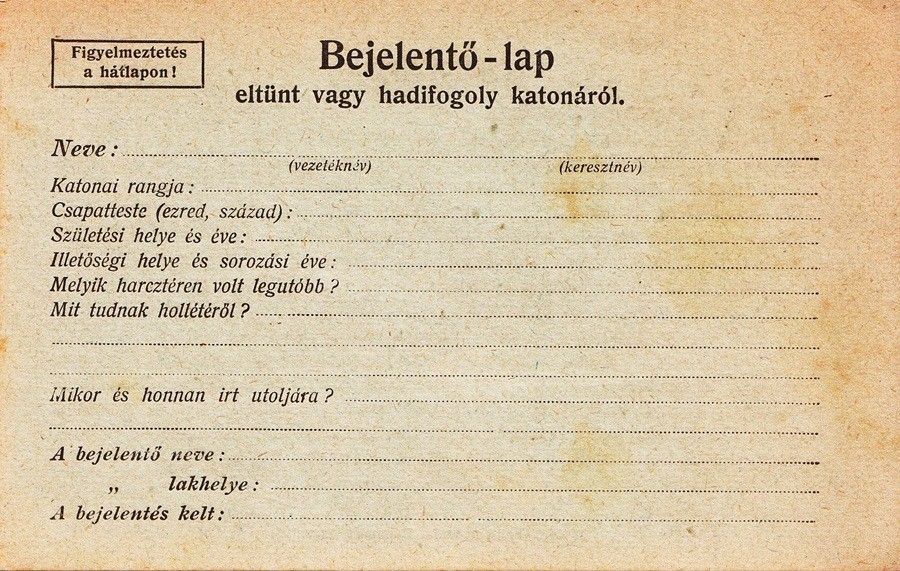 Figyelmeztetés
a hátlapon!
Bejelentő-lap
eltünt vagy hadifogoly katonáról.
Neve:
(vezetéknév) (keresztnév)
Katonai rangja:
Csapatteste (ezred, század):
Születési helye és éve:
Illetőségi helye és sorozási éve:
Melyik harcztéren volt legutóbb?
Mit tudnak hollétéről?
Mikor és honnan irt utoljára?
A bejelentő neve:
„ lakhelye:
A bejelentés kelt: